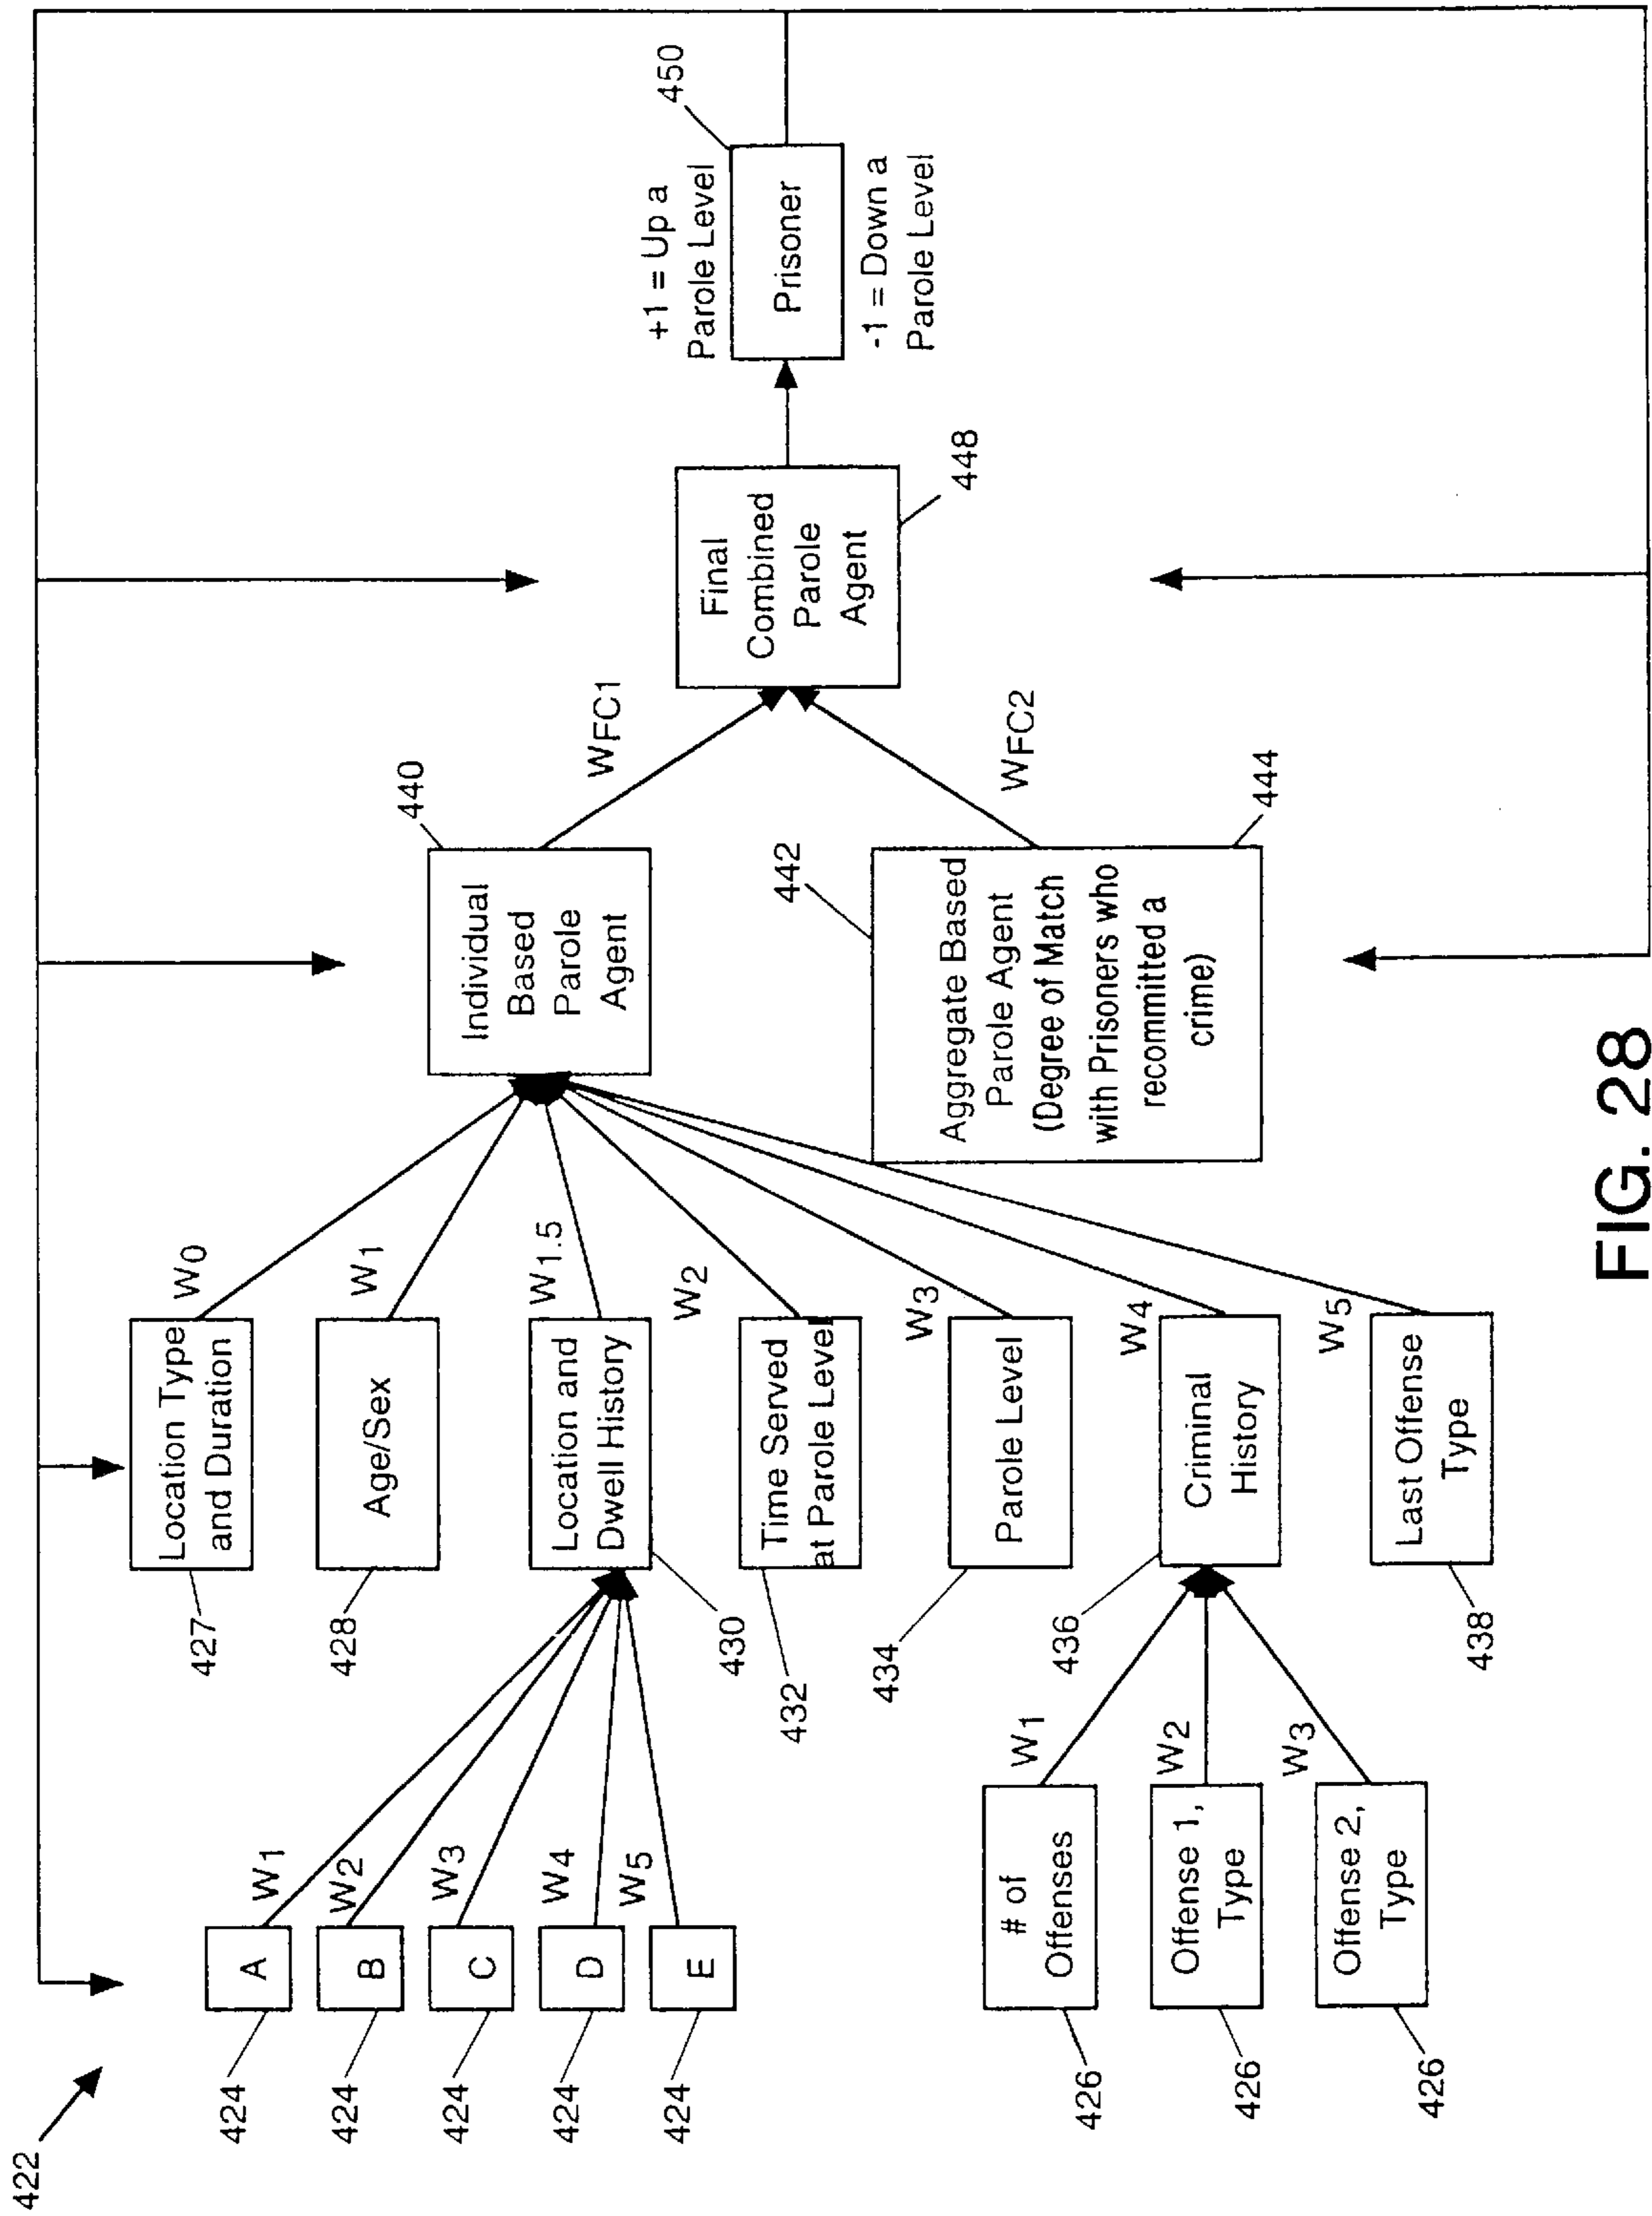 422
424
A
W1
424
B
W2
424
C
W3
424
D
W4
424
E
W5
426
# of
Offenses
W1
426
Offense 1,
Type
W2
426
Offense 2,
Type
W3
427
Location Type
and Duration
W0
428
Age/Sex
W1
430
Location and
Dwell History
W1.5
432
Time Served
at Parole Level
W2
434
Parole Level
W3
436
Criminal
History
W4
438
Last Offense
Type
W5
440
Individual
Based
Parole
Agent
WFC1
442
Aggregate Based
Parole Agent
(Degree of Match
with Prisoners who
recommitted a
crime)
444
WFC2
Final
Combined
Parole
Agent
448
+1 = Up a
Parole Level
450
Prisoner
-1 = Down a
Parole Level
FIG. 28